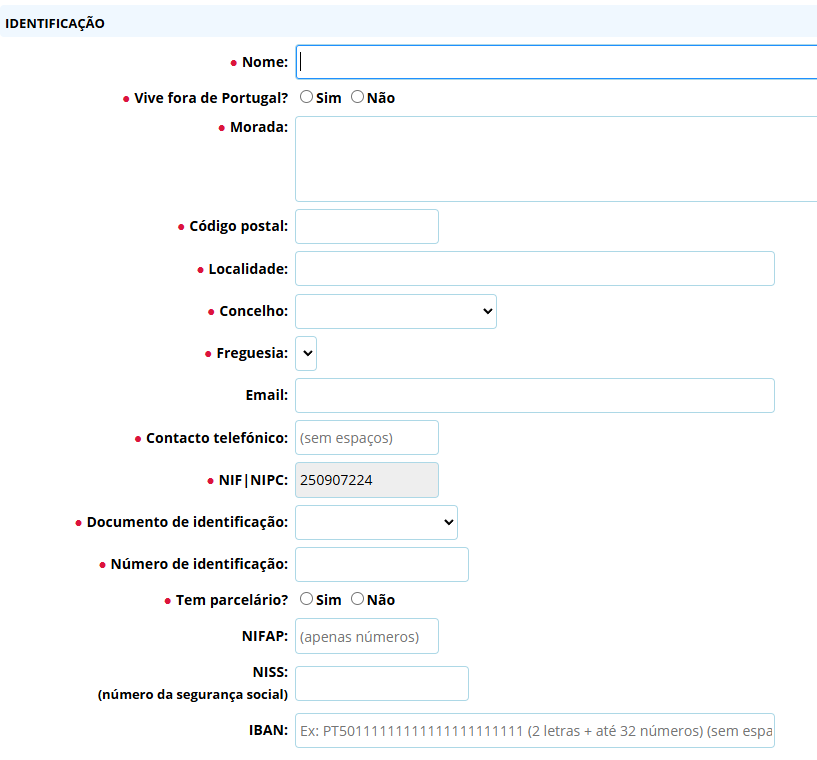 IDENTIFICAÇÃO
• Nome:
• Vive fora de Portugal? Sim Não
• Morada:
• Código postal:
• Localidade:
• Concelho:
• Freguesia:
Email:
• Contacto telefónico: (sem espaços)
• NIF|NIPC: 250907224
• Documento de identificação:
• Número de identificação:
• Tem parcelário? Sim Não
NIFAP: (apenas números)
NISS:
(número da segurança social)
IBAN: Ex: PT50111111111111111111111 (2 letras + até 32 números) (sem espa